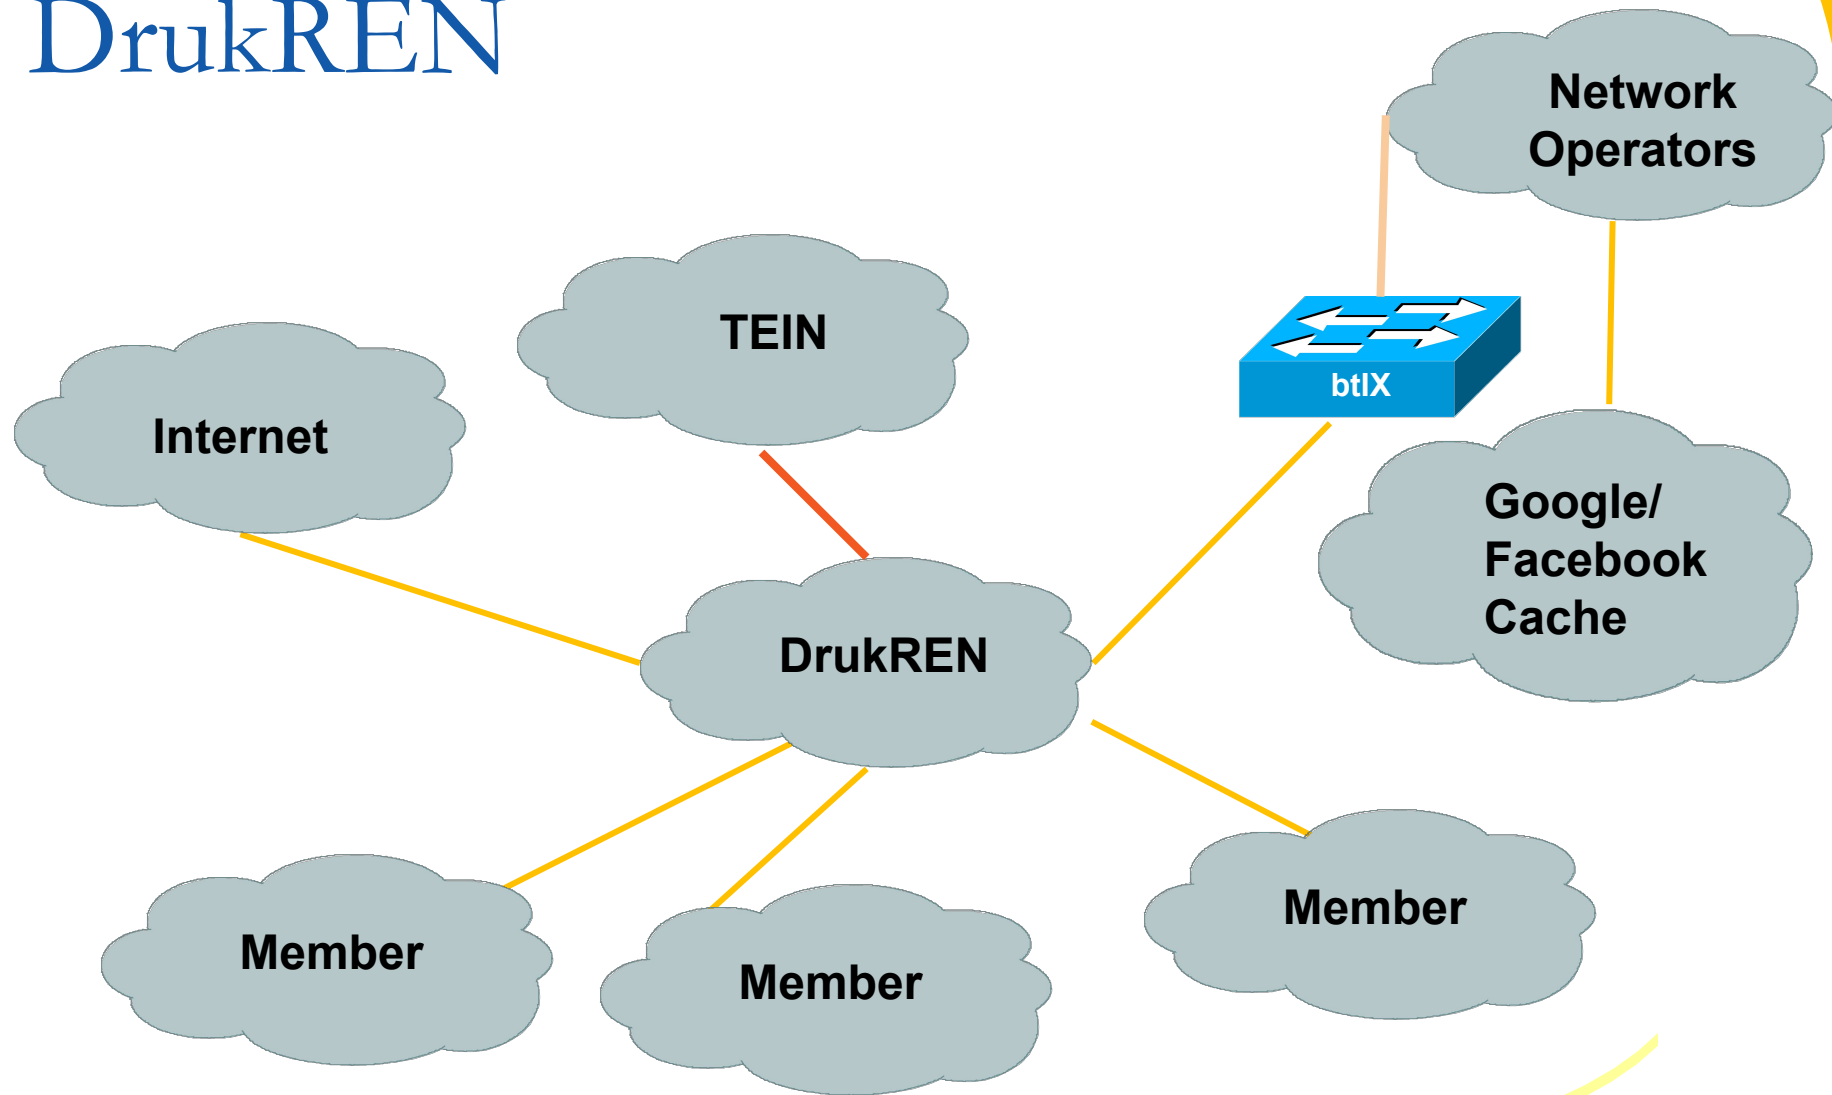 DrukREN
Network
Operators
TEIN
btIX
Internet
Google/
Facebook
Cache
DrukREN
Member
Member
Member